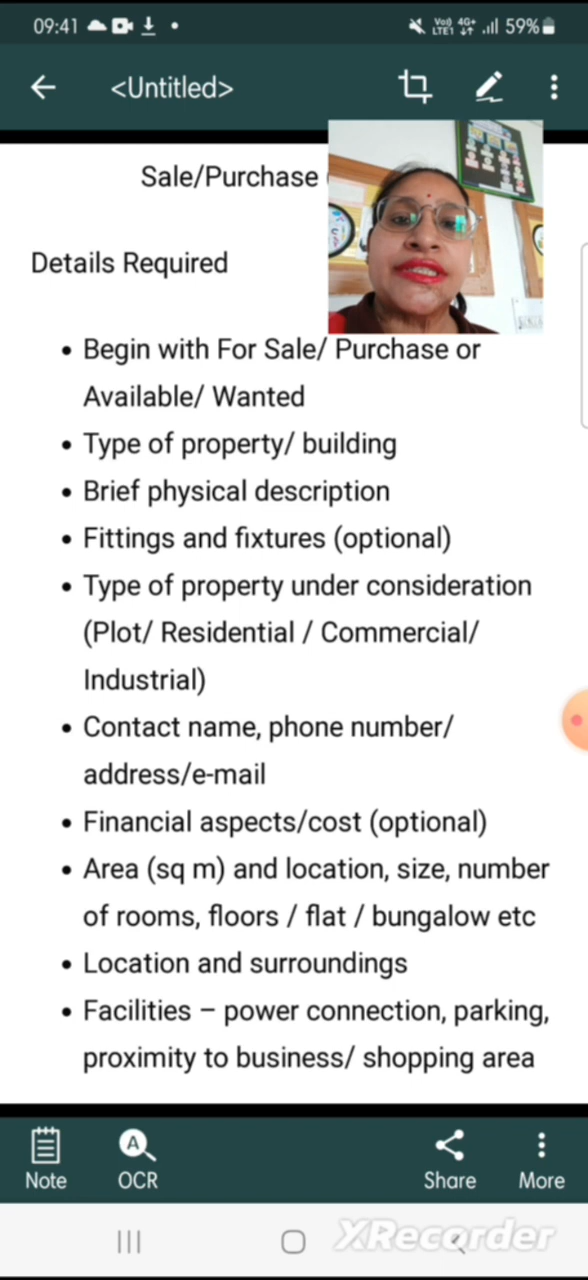 09:41
Vo)) 4G+
LTE1
59%
<Untitled>
Sale/Purchase
Details Required
• Begin with For Sale/ Purchase or
Available/ Wanted
• Type of property/ building
• Brief physical description
• Fittings and fixtures (optional)
• Type of property under consideration
(Plot/ Residential / Commercial/
Industrial)
• Contact name, phone number/
address/e-mail
• Financial aspects/cost (optional)
• Area (sq m) and location, size, number
of rooms, floors / flat / bungalow etc
• Location and surroundings
• Facilities – power connection, parking,
proximity to business/ shopping area
A
Note
OCR
Share
More
XRecorder